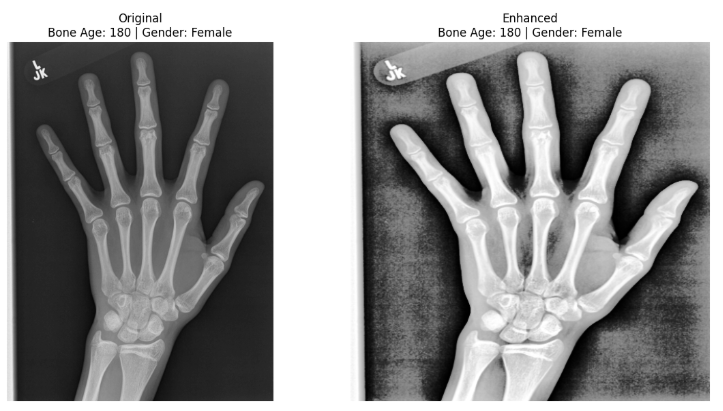 Original
Bone Age: 180 | Gender: Female
L
JK
Enhanced
Bone Age: 180 | Gender: Female
L
JK